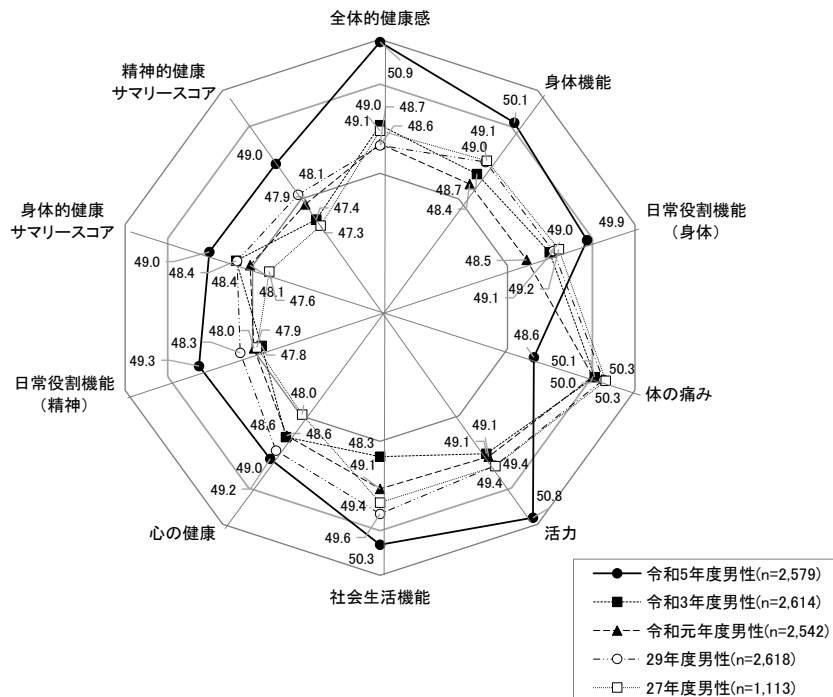 全体的健康感
精神的健康
サマリースコア
身体機能
50.9
50.1
49.0
48.7
49.1
48.6
49.1
49.0
49.0
48.1
48.7
47.9
48.4
身体的健康
サマリースコア
47.4
47.3
日常役割機能
（身体）
49.0
49.9
49.0
48.4
48.5
49.2
48.4
49.1
48.1
47.6
48.3
48.0
47.9
48.6
49.3
47.8
日常役割機能
（精神）
50.1
50.3
50.0
50.3
体の痛み
48.0
48.6
48.6
48.3
49.1
49.0
49.1
49.1
49.4
49.2
49.4
49.4
心の健康
49.6
50.8
活力
50.3
社会生活機能
令和5年度男性(n=2,579)
令和3年度男性(n=2,614)
令和元年度男性(n=2,542)
29年度男性(n=2,618)
27年度男性(n=1,113)